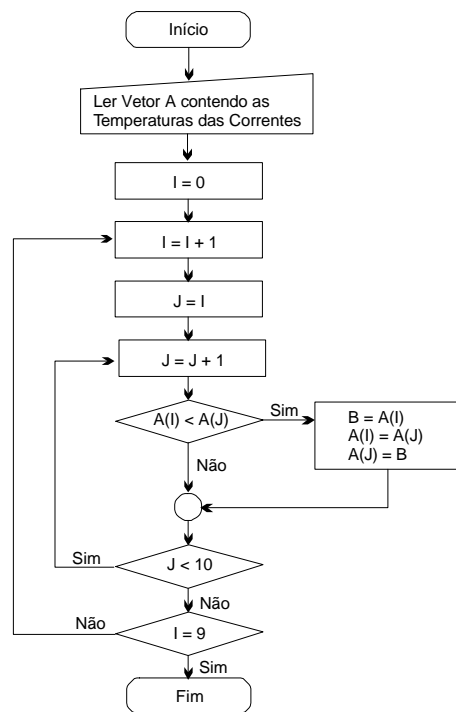 Início
Ler Vetor A contendo as
Temperaturas das Correntes
I = 0
I = I + 1
J = I
J = J + 1
A(I) < A(J)
Sim
B = A(I)
A(I) = A(J)
A(J) = B
Não
Sim
J < 10
Não
Não
I = 9
Sim
Fim